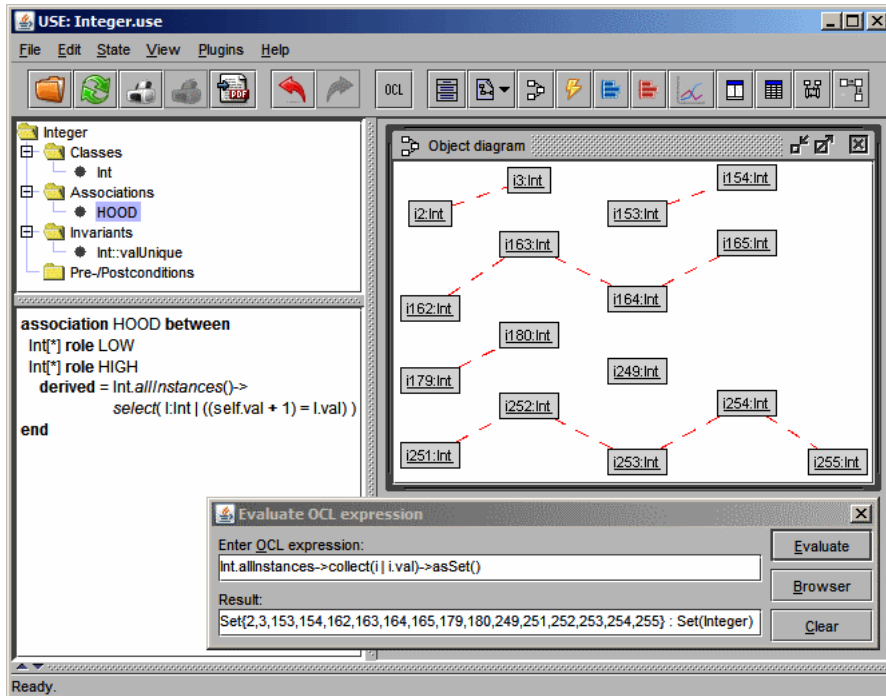 USE: Integer.use
File Edit State View Plugins Help
PDF
OCL
Integer
Classes
Int
Associations
HOOD
Invariants
Int::valUnique
Pre-/Postconditions
association HOOD between
Int[*] role LOW
Int[*] role HIGH
derived = Int.allInstances()->
select( I:Int | ((self.val + 1) = I.val) )
end
Object diagram
i3:Int
i154:Int
i2:Int
i153:Int
i163:Int
i165:Int
i162:Int
i164:Int
i180:Int
i249:Int
i179:Int
i252:Int
i254:Int
i251:Int
i253:Int
i255:Int
Evaluate OCL expression
Enter OCL expression:
Int.allInstances->collect(i | i.val)->asSet()
Result:
Set{2,3,153,154,162,163,164,165,179,180,249,251,252,253,254,255} : Set(Integer)
Evaluate
Browser
Clear
Ready.